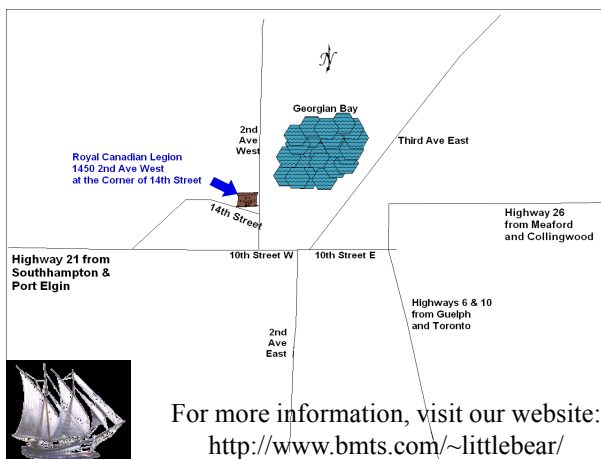 N
Georgian Bay
2nd
Ave
West
Third Ave East
Royal Canadian Legion
1450 2nd Ave West
at the Corner of 14th Street
14th Street
Highway 26
from Meaford
and Collingwood
Highway 21 from
Southhampton &
Port Elgin
10th Street W
10th Street E
Highways 6 & 10
from Guelph
and Toronto
2nd
Ave
East
For more information, visit our website:
http://www.bmts.com/~littlebear/